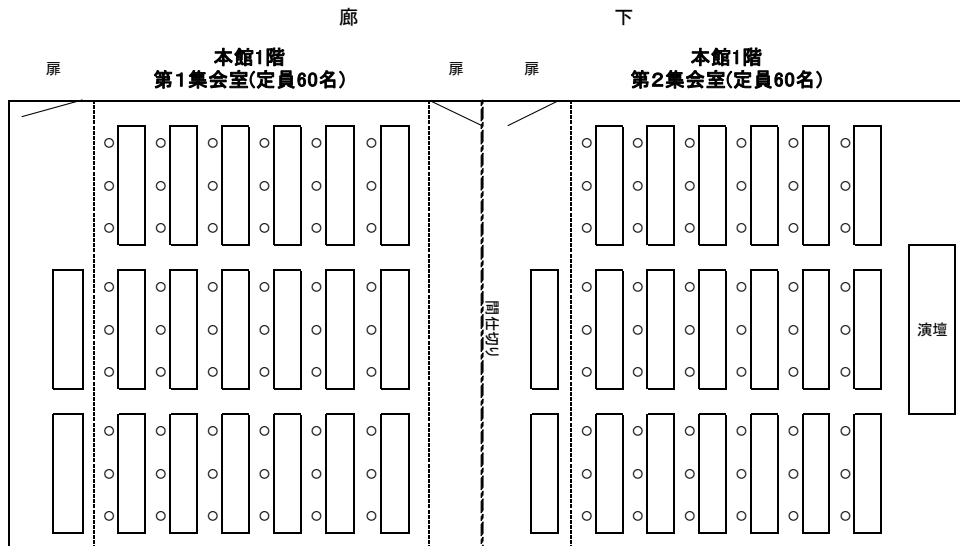 廊 下
本館1階
第1集会室(定員60名)
本館1階
第2集会室(定員60名)
扉
扉
扉
間仕切り
演壇